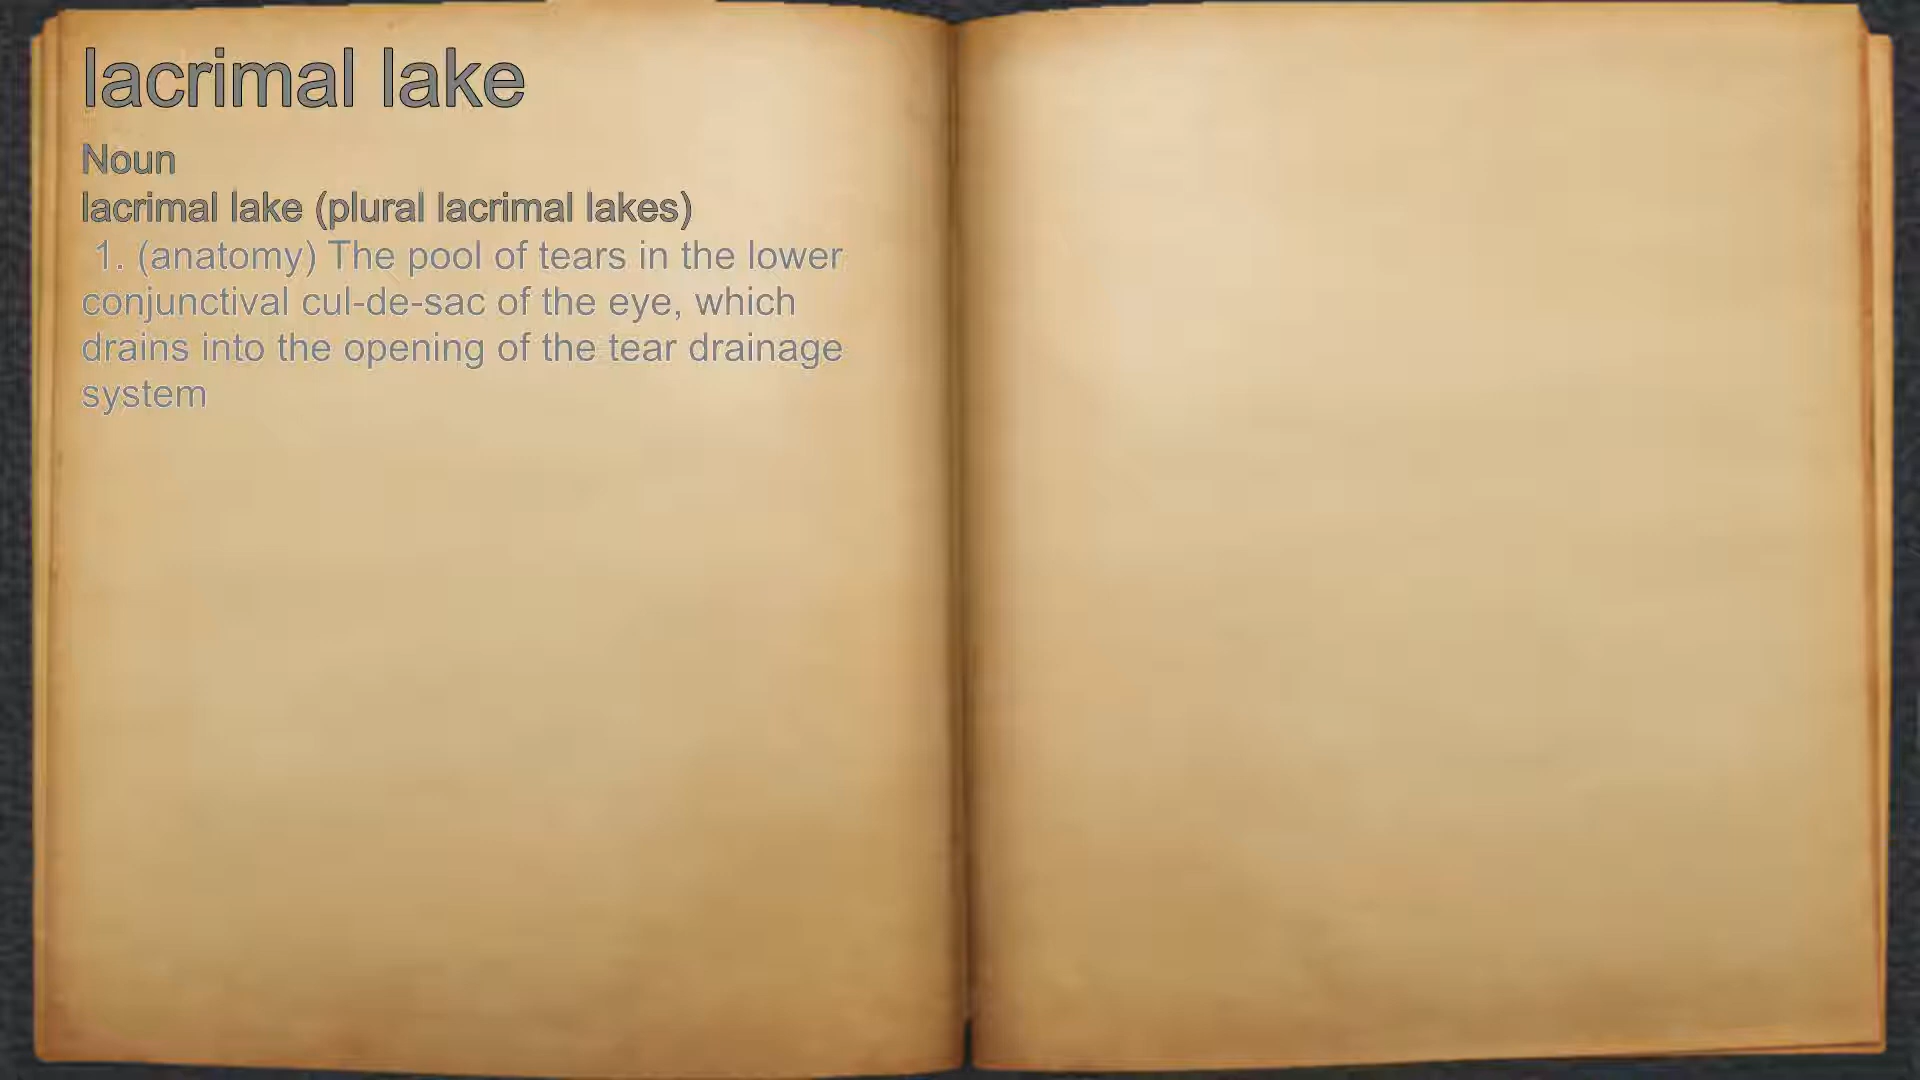 lacrimal lake
Noun
lacrimal lake (plural lacrimal lakes)
1. (anatomy) The pool of tears in the lower
conjunctival cul-de-sac of the eye, which
drains into the opening of the tear drainage
system